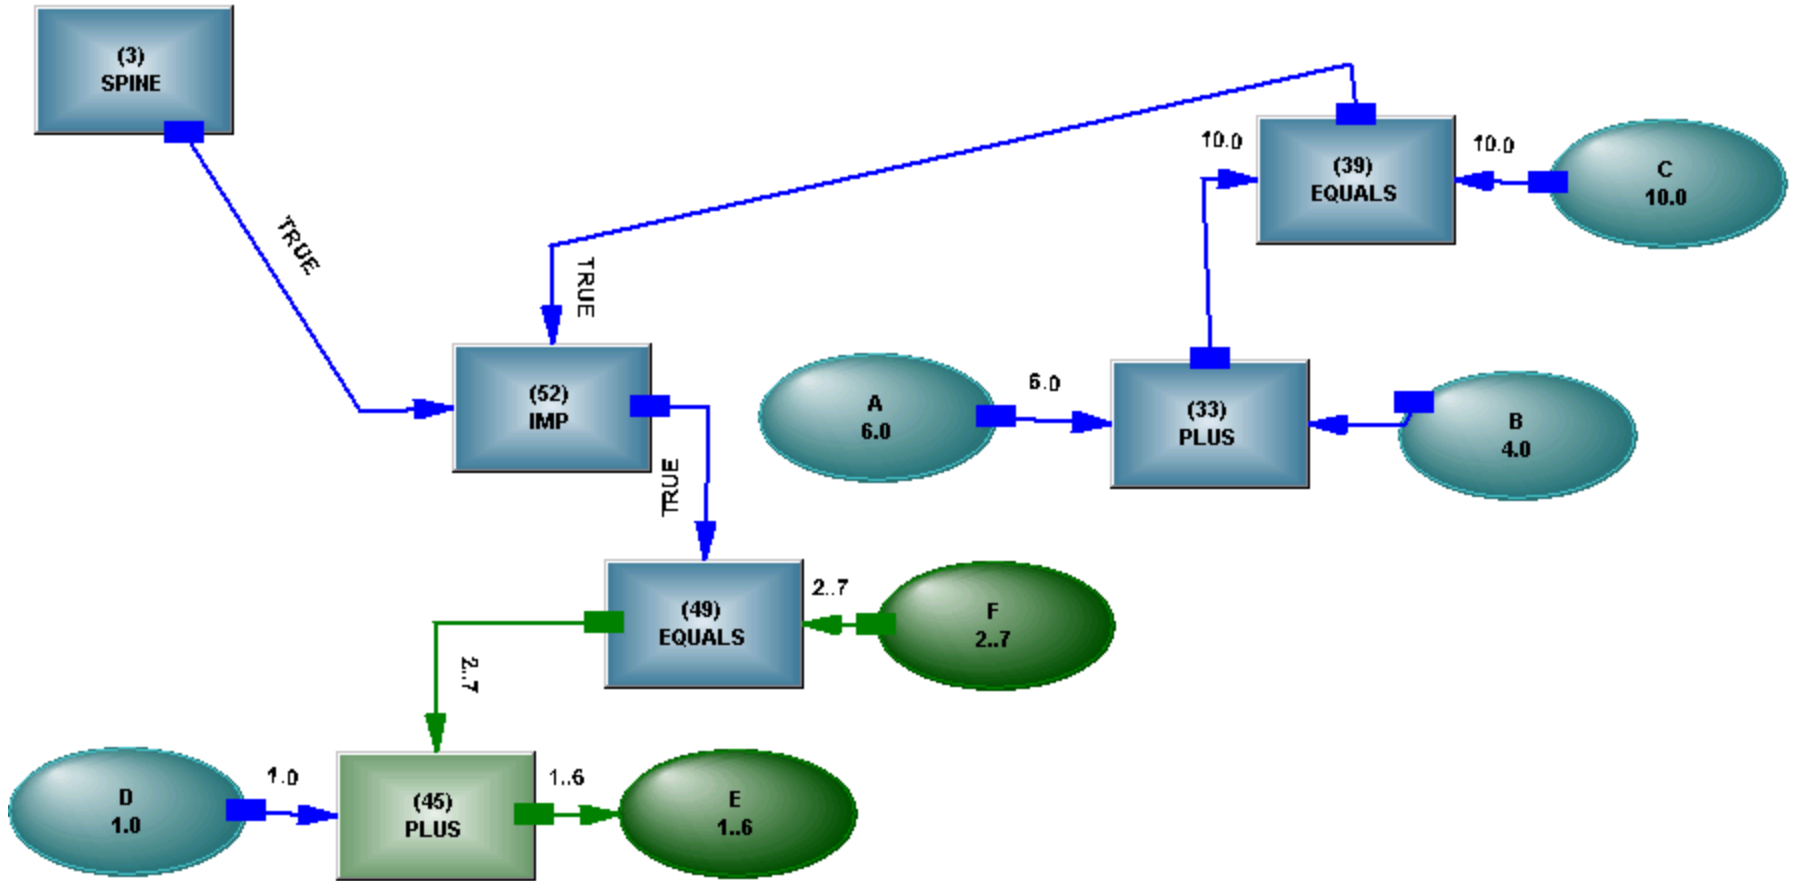 (3)
SPINE
TRUE
TRUE
10.0
(39)
EQUALS
10.0
C
10.0
(52)
IMP
A
6.0
6.0
(33)
PLUS
B
4.0
TRUE
(49)
EQUALS
2..7
F
2..7
2..7
D
1.0
1.0
(45)
PLUS
1..6
E
1..6